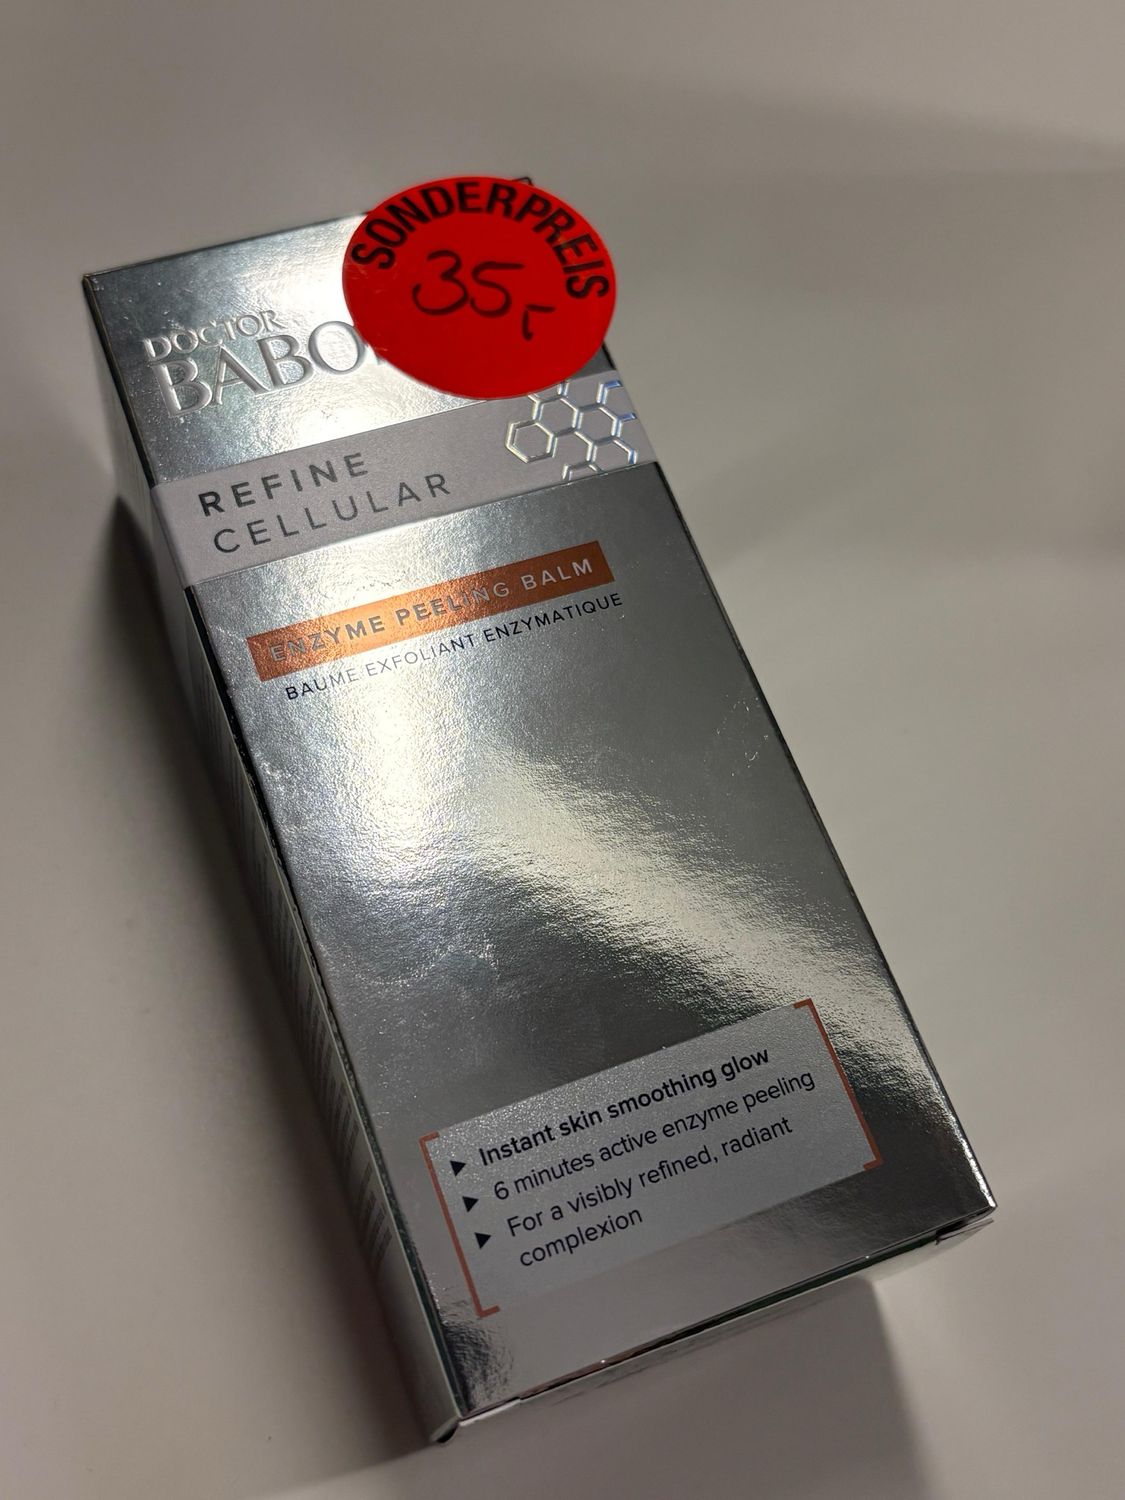 SONDERPREIS
35,-
DOCTOR
BABO
REFINE
CELLULAR
ENZYME PEELING BALM
BAUME EXFOLIANT ENZYMATIQUE
▶ Instant skin smoothing glow
▶ 6 minutes active enzyme peeling
▶ For a visibly refined, radiant
complexion